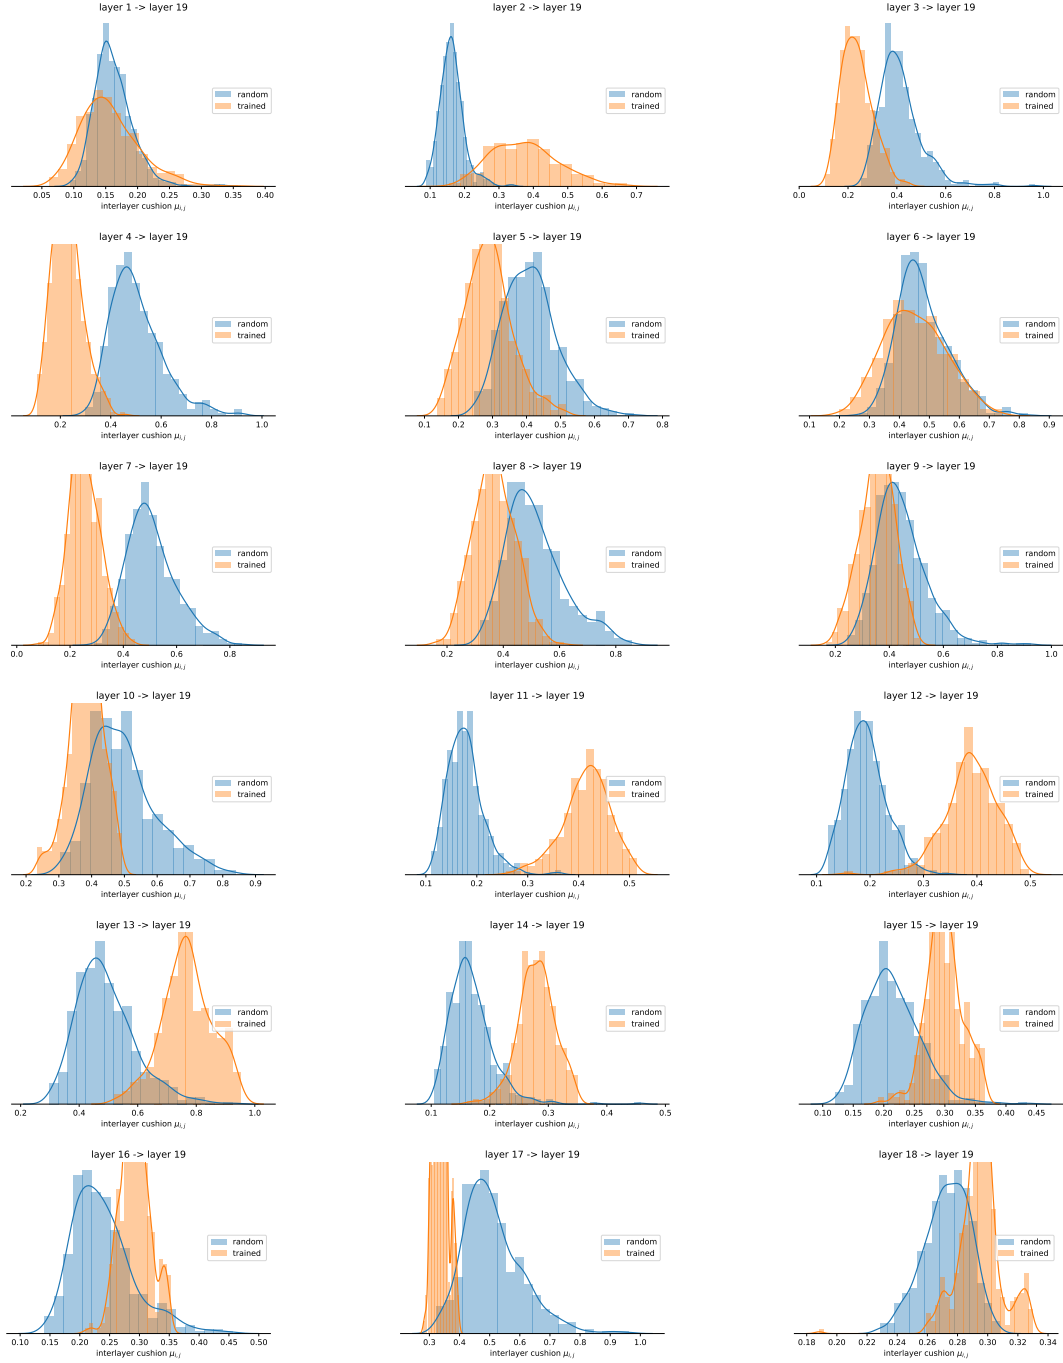 layer 1 -> layer 19
random
trained
0.05 0.10 0.15 0.20 0.25 0.30 0.35 0.40
interlayer cushion μi,j
layer 2 -> layer 19
random
trained
0.1 0.2 0.3 0.4 0.5 0.6 0.7
interlayer cushion μi,j
layer 3 -> layer 19
random
trained
0.0 0.2 0.4 0.6 0.8 1.0
interlayer cushion μi,j
layer 4 -> layer 19
random
trained
0.2 0.4 0.6 0.8 1.0
interlayer cushion μi,j
layer 5 -> layer 19
random
trained
0.1 0.2 0.3 0.4 0.5 0.6 0.7 0.8
interlayer cushion μi,j
layer 6 -> layer 19
random
trained
0.1 0.2 0.3 0.4 0.5 0.6 0.7 0.8 0.9
interlayer cushion μi,j
layer 7 -> layer 19
random
trained
0.0 0.2 0.4 0.6 0.8
interlayer cushion μi,j
layer 8 -> layer 19
random
trained
0.2 0.4 0.6 0.8
interlayer cushion μi,j
layer 9 -> layer 19
random
trained
0.2 0.4 0.6 0.8 1.0
interlayer cushion μi,j
layer 10 -> layer 19
random
trained
0.2 0.3 0.4 0.5 0.6 0.7 0.8 0.9
interlayer cushion μi,j
layer 11 -> layer 19
random
trained
0.1 0.2 0.3 0.4 0.5
interlayer cushion μi,j
layer 12 -> layer 19
random
trained
0.1 0.2 0.3 0.4 0.5
interlayer cushion μi,j
layer 13 -> layer 19
random
trained
0.2 0.4 0.6 0.8 1.0
interlayer cushion μi,j
layer 14 -> layer 19
random
trained
0.1 0.2 0.3 0.4 0.5
interlayer cushion μi,j
layer 15 -> layer 19
random
trained
0.10 0.15 0.20 0.25 0.30 0.35 0.40 0.45
interlayer cushion μi,j
layer 16 -> layer 19
random
trained
0.10 0.15 0.20 0.25 0.30 0.35 0.40 0.45 0.50
interlayer cushion μi,j
layer 17 -> layer 19
random
trained
0.2 0.3 0.4 0.5 0.6 0.7 0.8 0.9 1.0
interlayer cushion μi,j
layer 18 -> layer 19
random
trained
0.18 0.20 0.22 0.24 0.26 0.28 0.30 0.32 0.34
interlayer cushion μi,j